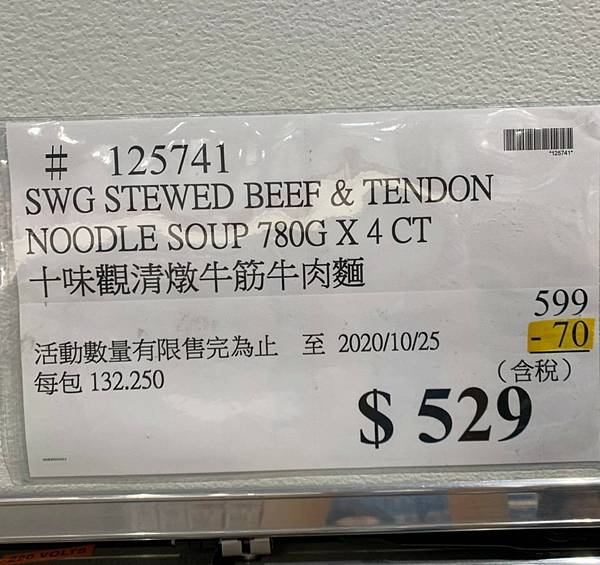 # 125741
*125741*
SWG STEWED BEEF & TENDON
NOODLE SOUP 780G X 4 CT
十味觀清燉牛筋牛肉麵
599
- 70
活動數量有限售完為止 至 2020/10/25
每包 132.250
（含稅）
$ 529
220 VOLTS